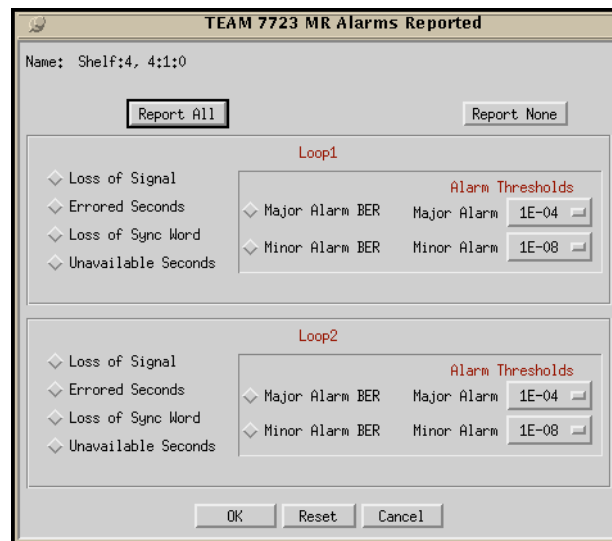 TEAM 7723 MR Alarms Reported
Name: Shelf:4, 4:1:0
Report All
Report None
Loop1
Loss of Signal
Errored Seconds
Loss of Sync Word
Unavailable Seconds
Alarm Thresholds
Major Alarm BER Major Alarm 1E-04
Minor Alarm BER Minor Alarm 1E-08
Loop2
Loss of Signal
Errored Seconds
Loss of Sync Word
Unavailable Seconds
Alarm Thresholds
Major Alarm BER Major Alarm 1E-04
Minor Alarm BER Minor Alarm 1E-08
OK Reset Cancel